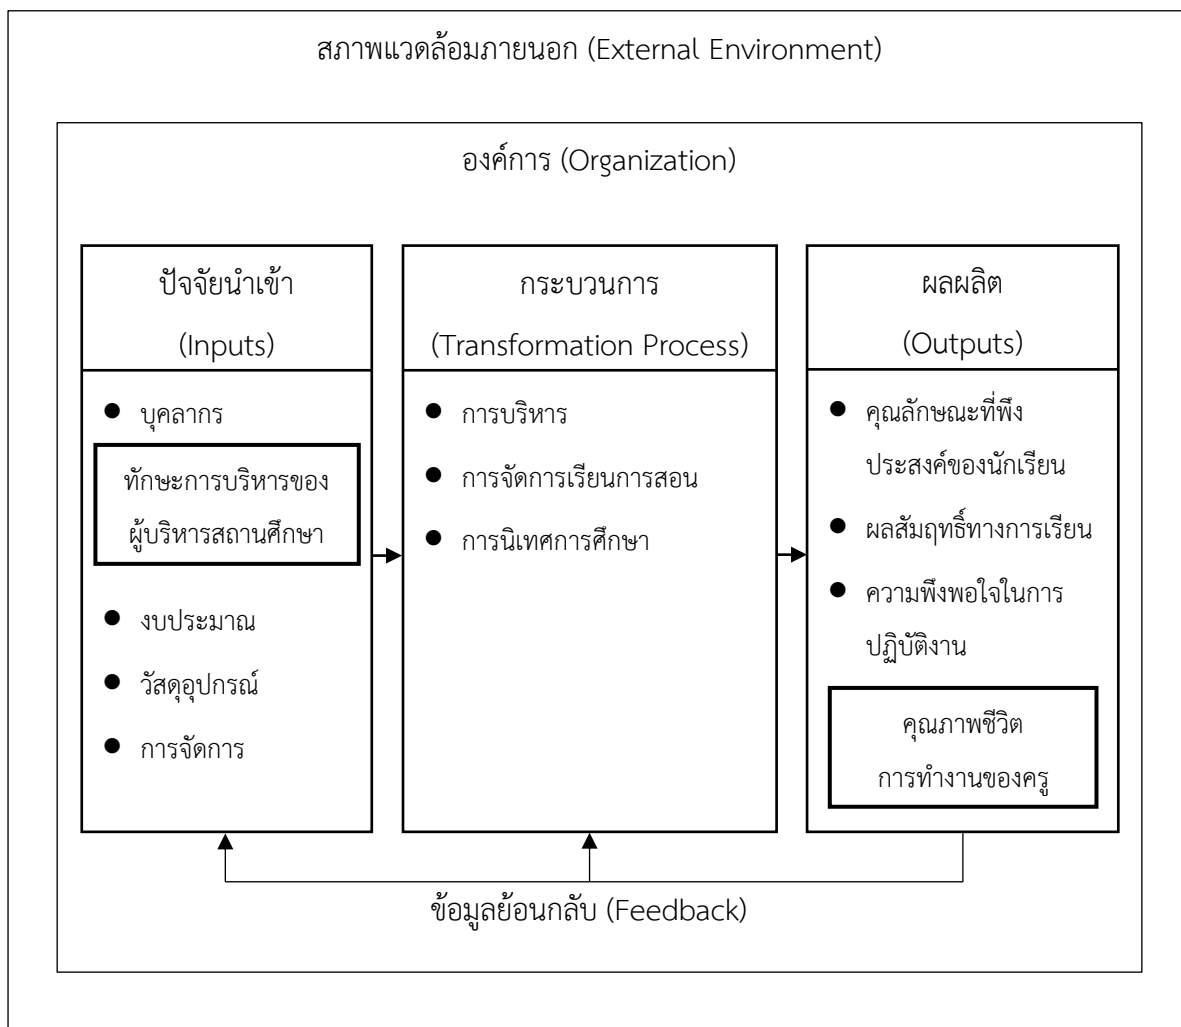 สภาพแวดล้อมภายนอก (External Environment)
องค์การ (Organization)
ปัจจัยนำเข้า
(Inputs)
● บุคลากร
ทักษะการบริหารของ
ผู้บริหารสถานศึกษา
● งบประมาณ
● วัสดุอุปกรณ์
● การจัดการ
กระบวนการ
(Transformation Process)
● การบริหาร
● การจัดการเรียนการสอน
● การนิเทศการศึกษา
ผลผลิต
(Outputs)
● คุณลักษณะที่พึง
ประสงค์ของนักเรียน
● ผลสัมฤทธิ์ทางการเรียน
● ความพึงพอใจในการ
ปฏิบัติงาน
คุณภาพชีวิต
การทำงานของครู
ข้อมูลย้อนกลับ (Feedback)